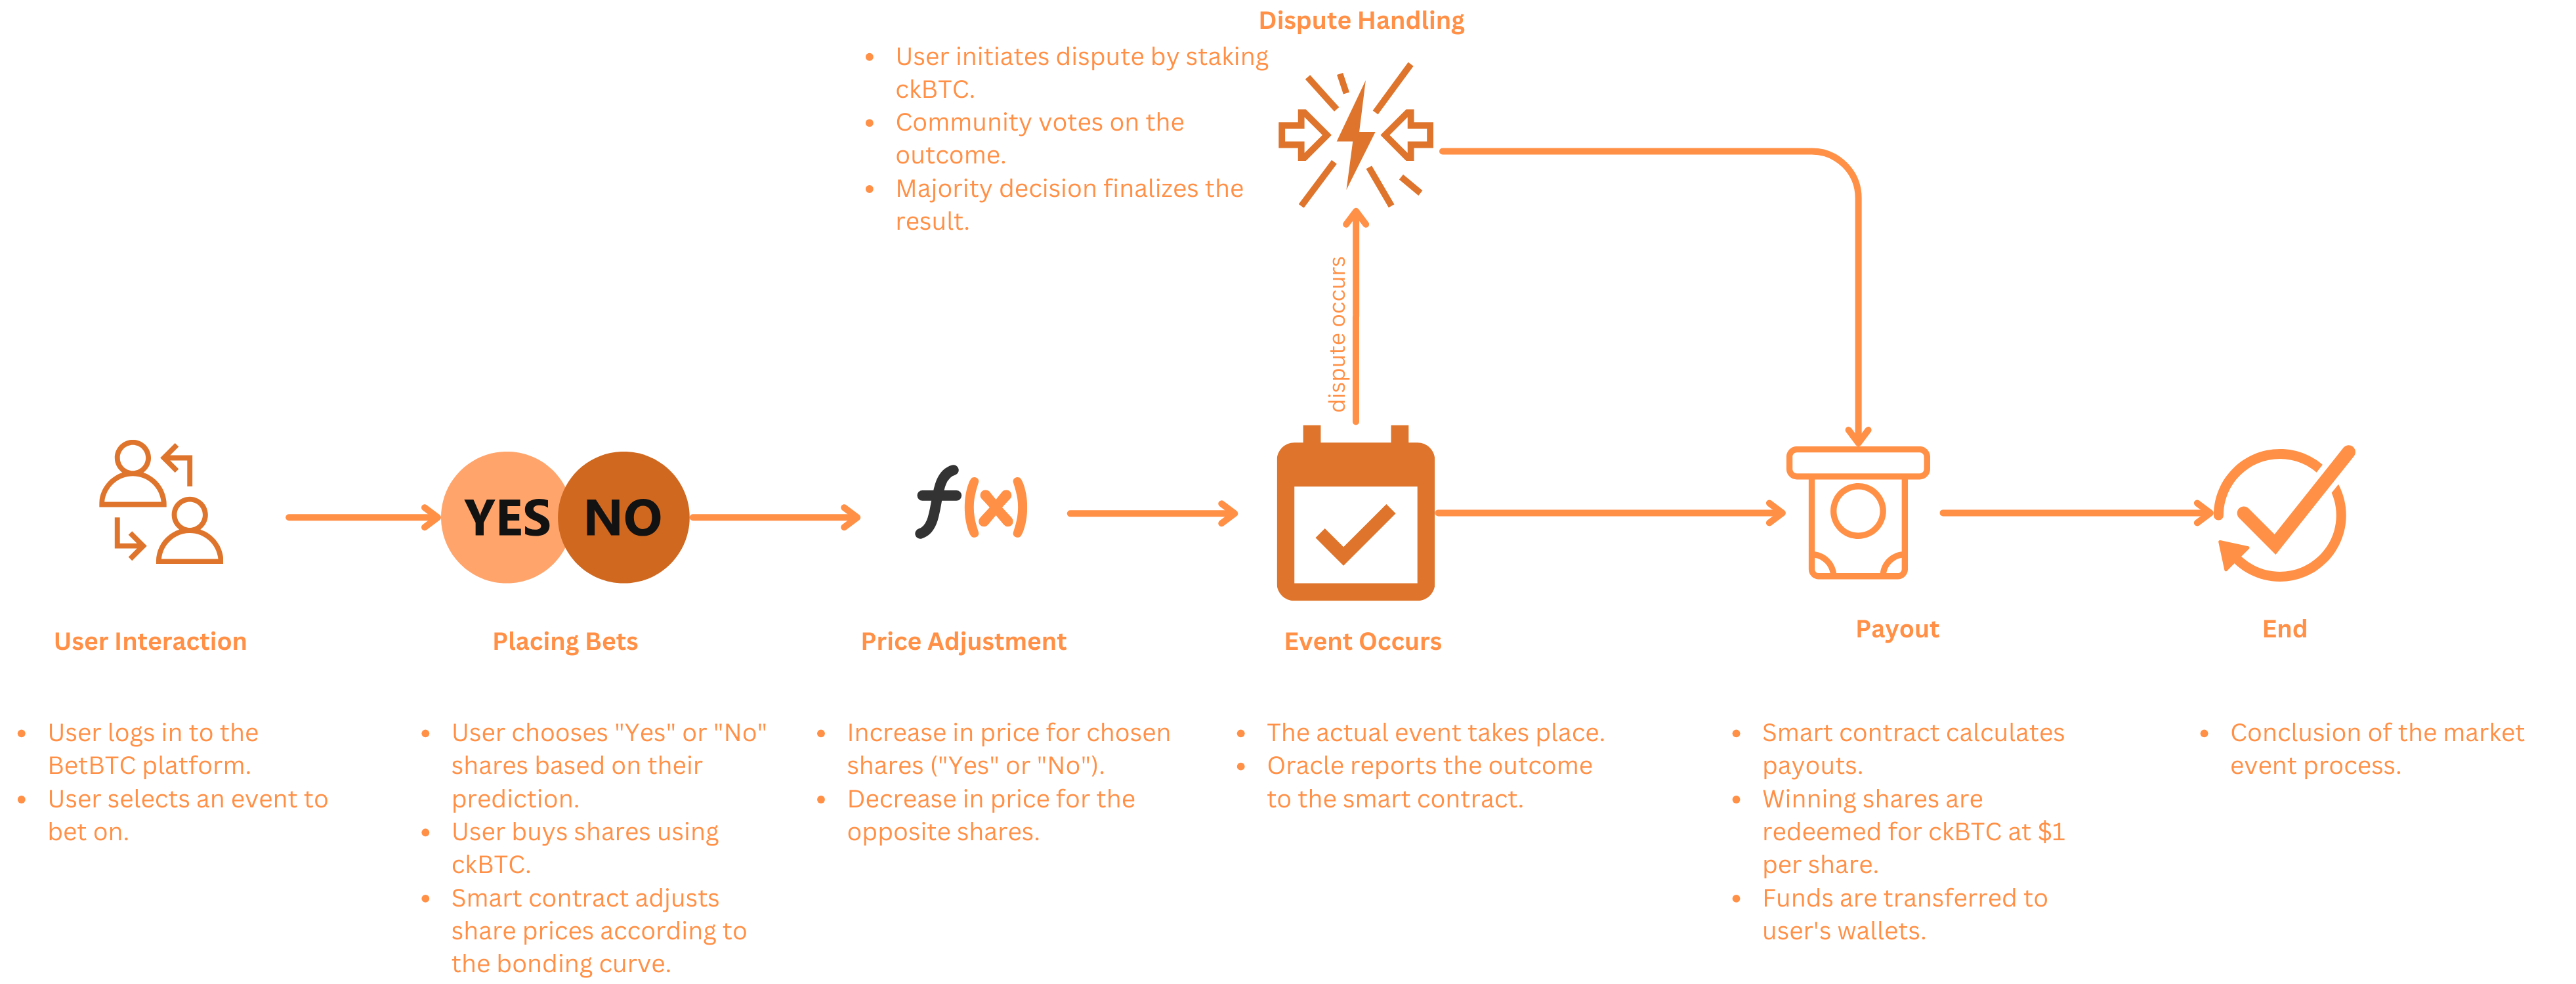 Dispute Handling
• User initiates dispute by staking
ckBTC.
• Community votes on the
outcome.
• Majority decision finalizes the
result.
dispute occurs
YES
NO
f(x)
User Interaction
• User logs in to the
BetBTC platform.
• User selects an event to
bet on.
Placing Bets
• User chooses "Yes" or "No"
shares based on their
prediction.
• User buys shares using
ckBTC.
• Smart contract adjusts
share prices according to
the bonding curve.
Price Adjustment
• Increase in price for chosen
shares ("Yes" or "No").
• Decrease in price for the
opposite shares.
Event Occurs
• The actual event takes place.
• Oracle reports the outcome
to the smart contract.
Payout
• Smart contract calculates
payouts.
• Winning shares are
redeemed for ckBTC at $1
per share.
• Funds are transferred to
user's wallets.
End
• Conclusion of the market
event process.